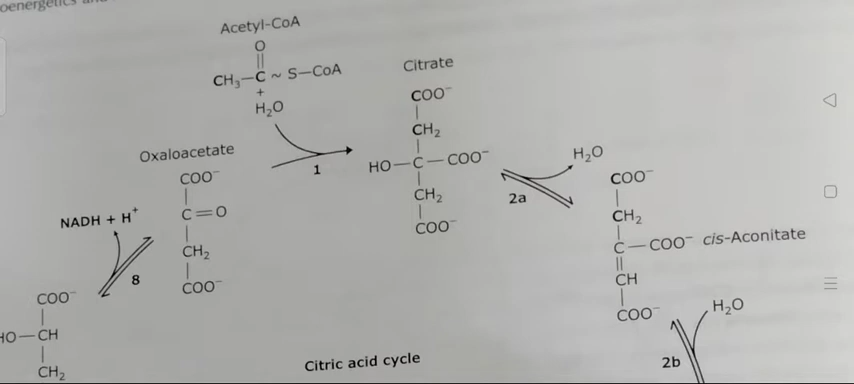 oenergetics
Acetyl-CoA
O
||
CH₃—C ~ S—CoA
+
H₂O
Citrate
COO⁻
|
CH₂
|
HO—C—COO⁻
|
CH₂
|
COO⁻
1
Oxaloacetate
COO⁻
|
C=O
|
CH₂
|
COO⁻
H₂O
2a
COO⁻
|
CH₂
|
C—COO⁻ cis-Aconitate
||
CH
|
COO⁻
NADH + H⁺
8
COO⁻
|
HO—CH
|
CH₂
H₂O
2b
Citric acid cycle